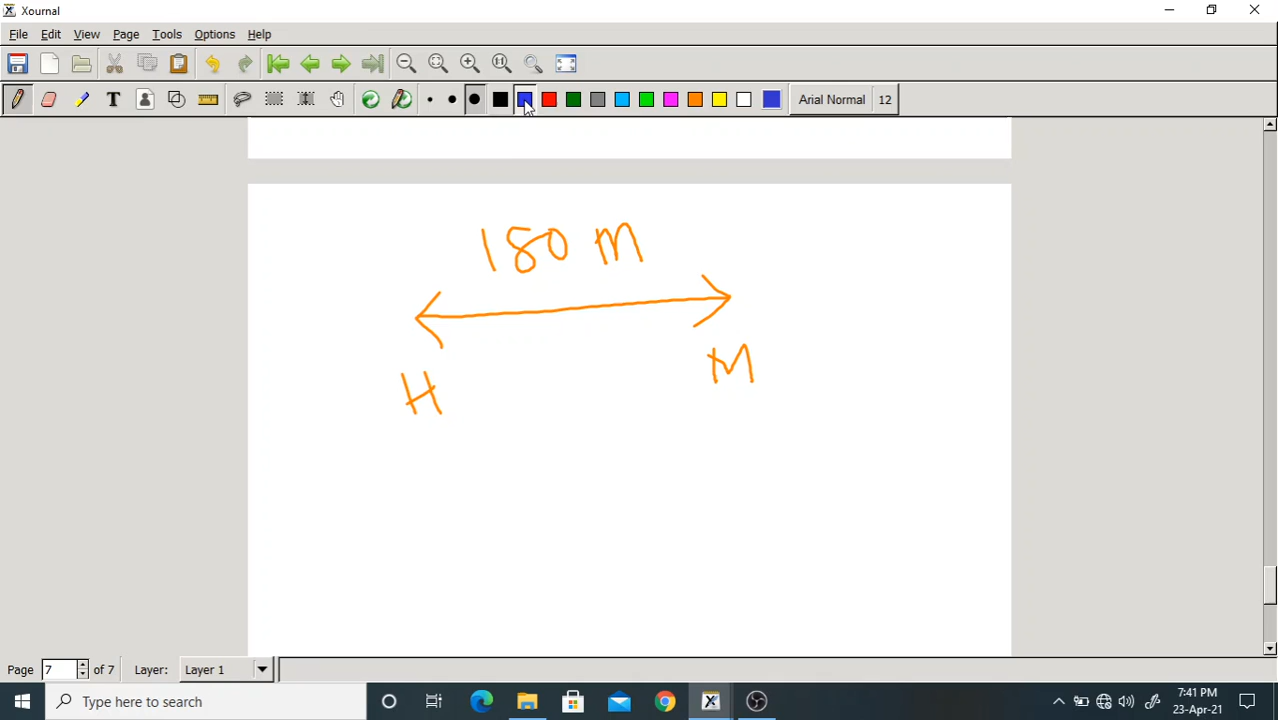 Xournal
File Edit View Page Tools Options Help
Arial Normal 12
180 M
H
M
Page 7 of 7 Layer: Layer 1
Type here to search
7:41 PM
23-Apr-21